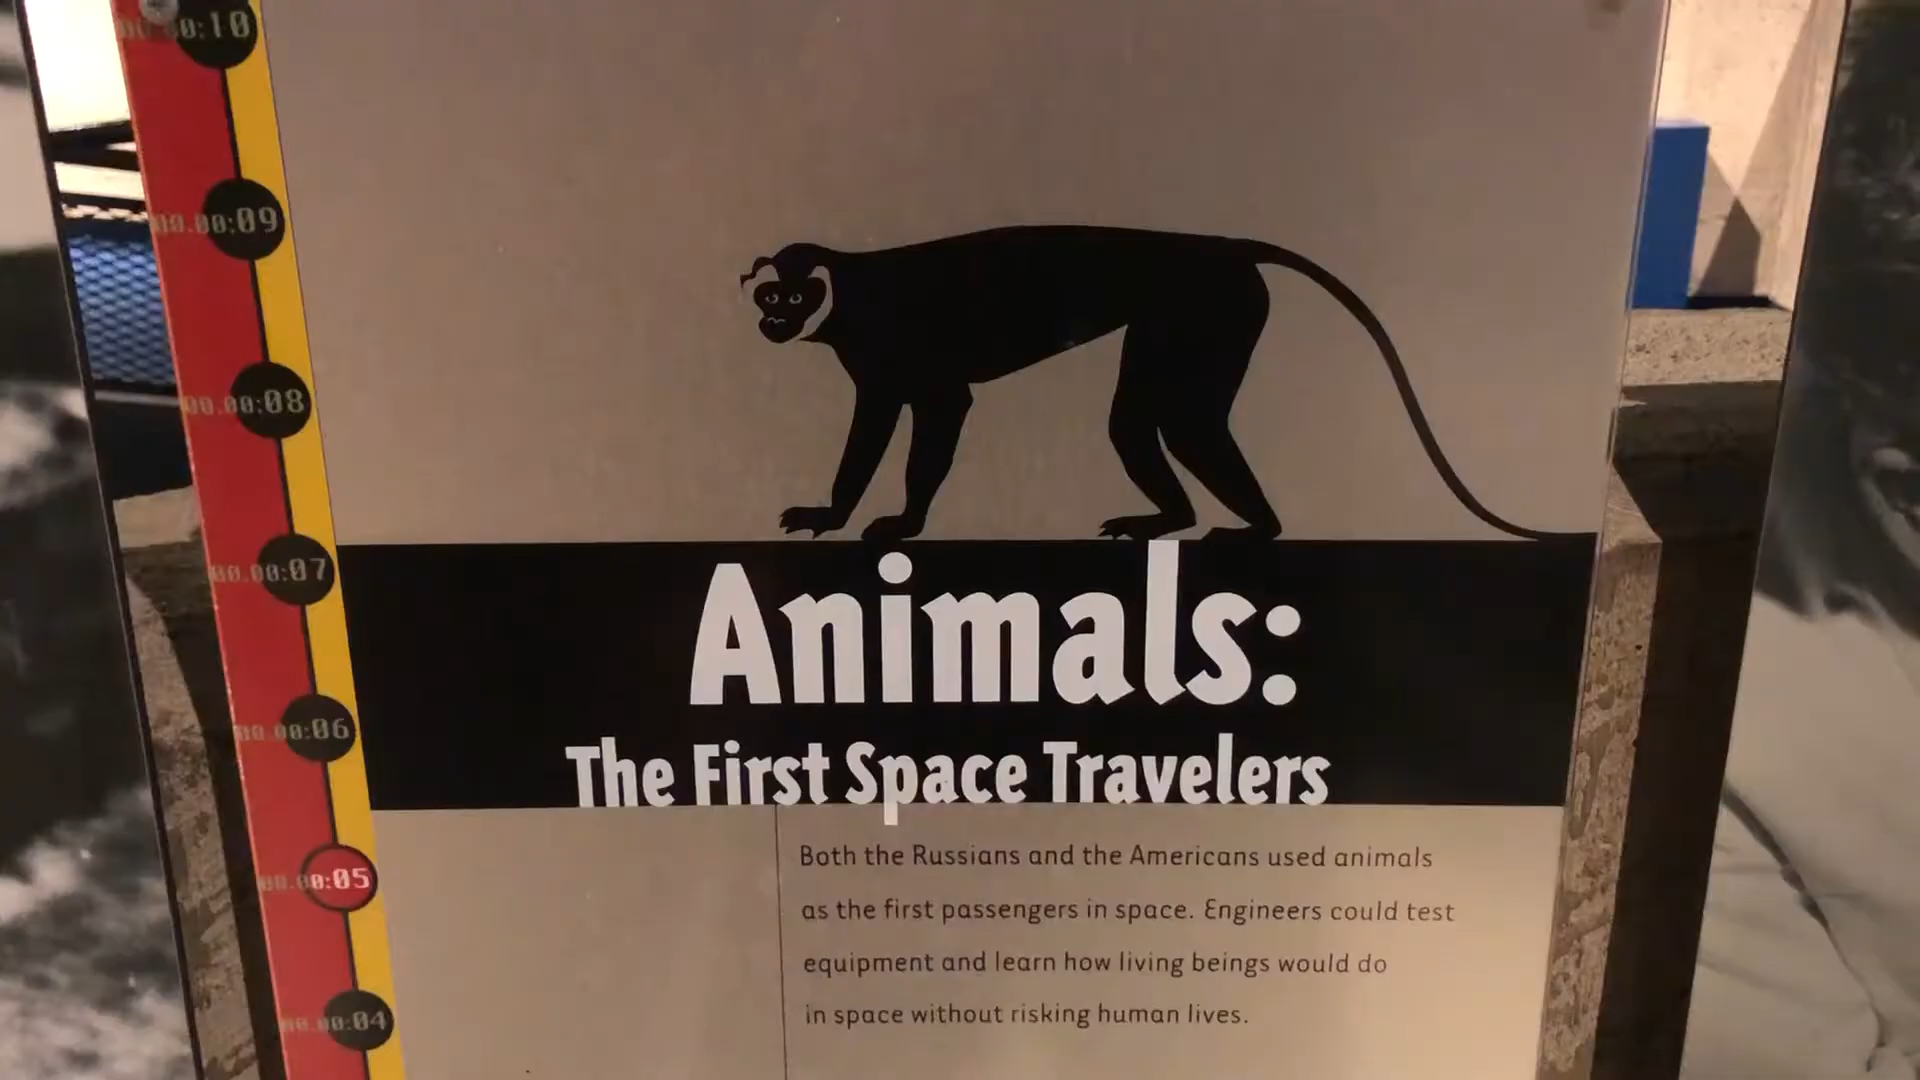 00:10
00.00:09
00.00:08
00.00:07
00.00:06
00.00:05
00.00:04
Animals:
The First Space Travelers
Both the Russians and the Americans used animals
as the first passengers in space. Engineers could test
equipment and learn how living beings would do
in space without risking human lives.